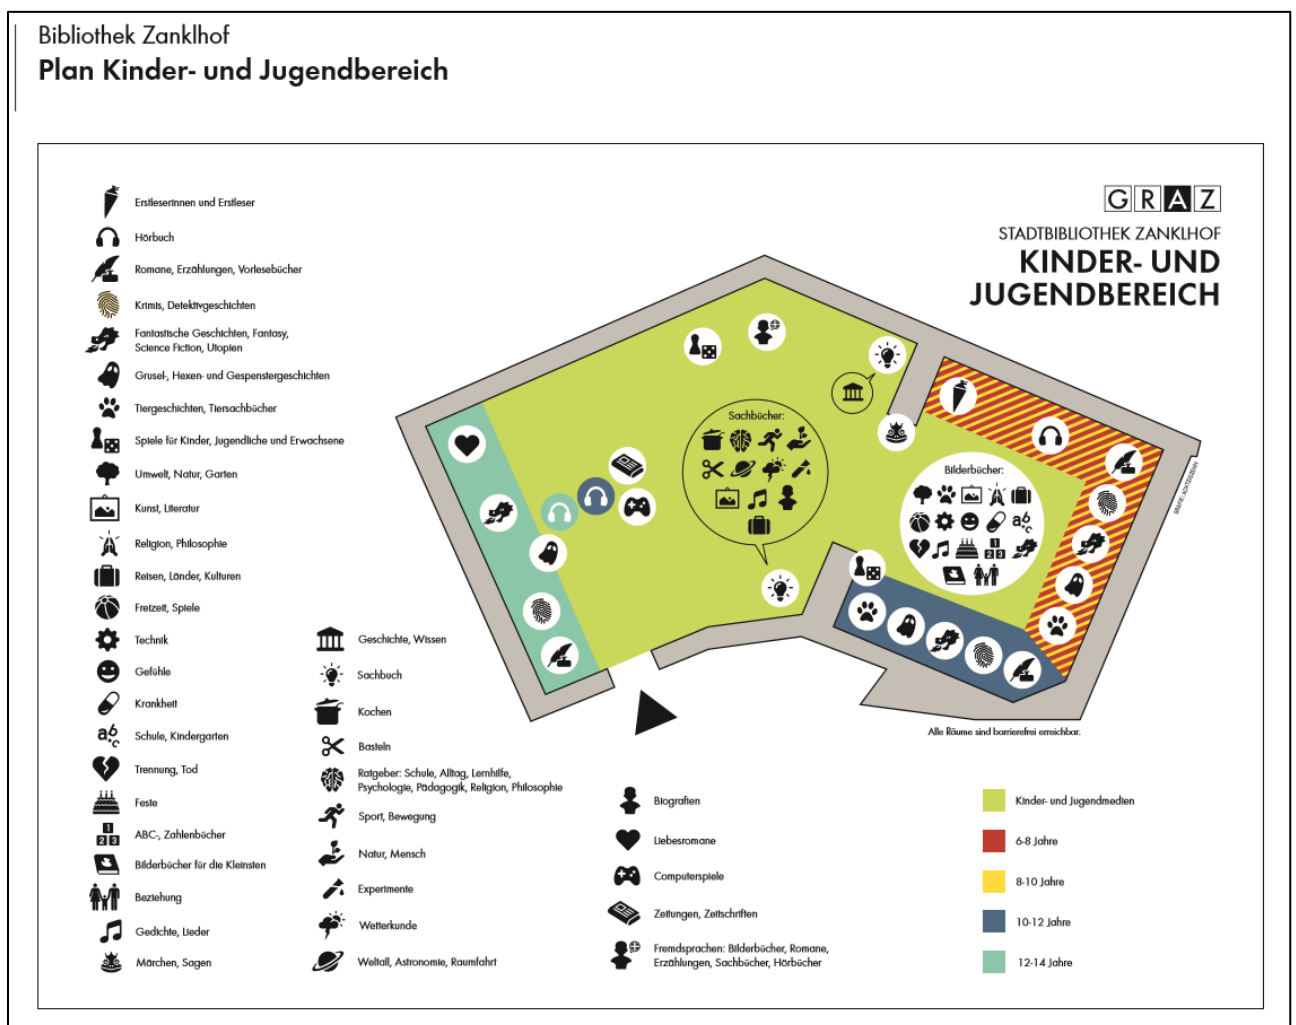 Bibliothek Zanklhof
Plan Kinder- und Jugendbereich
GRAZ
STADTBIBLIOTHEK ZANKLHOF
KINDER- UND
JUGENDBEREICH
Erstleserinnen und Erstleser
Hörbuch
Romane, Erzählungen, Vorlesebücher
Krimis, Detektivgeschichten
Fantastische Geschichten, Fantasy,
Science Fiction, Utopien
Grusel-, Hexen- und Gespenstergeschichten
Tiergeschichten, Tiersachbücher
Spiele für Kinder, Jugendliche und Erwachsene
Umwelt, Natur, Garten
Kunst, Literatur
Religion, Philosophie
Reisen, Länder, Kulturen
Freizeit, Spiele
Technik
Gefühle
Krankheit
Schule, Kindergarten
Trennung, Tod
Feste
ABC-, Zahlenbücher
Bilderbücher für die Kleinsten
Beziehung
Gedichte, Lieder
Märchen, Sagen
Geschichte, Wissen
Sachbuch
Kochen
Basteln
Ratgeber: Schule, Alltag, Lernhilfe,
Psychologie, Pädagogik, Religion, Philosophie
Sport, Bewegung
Natur, Mensch
Experimente
Wetterkunde
Weltall, Astronomie, Raumfahrt
Sachbücher:
Bilderbücher:
GRAFIK: ACHTZIGZEHN
Alle Räume sind barrierefrei erreichbar.
Biografien
Liebesromane
Computerspiele
Zeitungen, Zeitschriften
Fremdsprachen: Bilderbücher, Romane,
Erzählungen, Sachbücher, Hörbücher
Kinder- und Jugendmedien
6-8 Jahre
8-10 Jahre
10-12 Jahre
12-14 Jahre